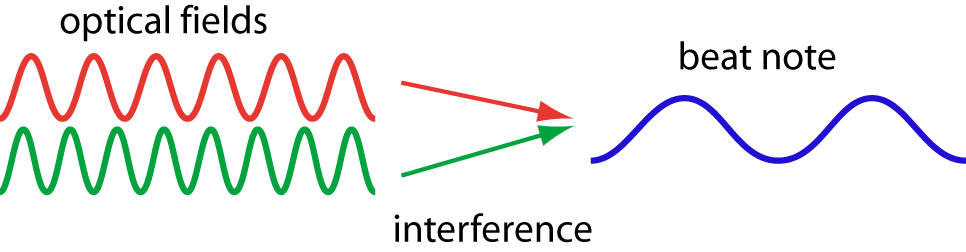 optical fields
beat note
interference